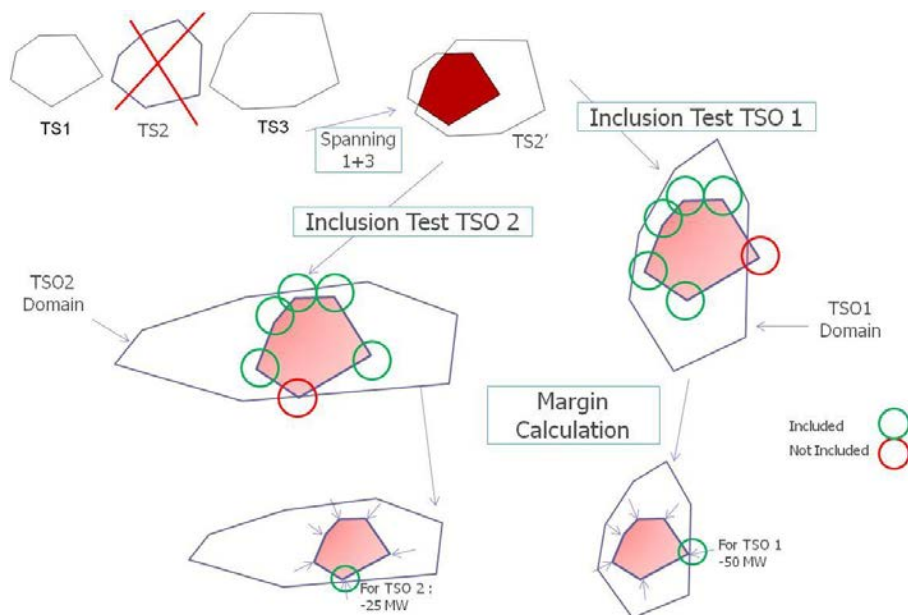 TS1
TS2
TS3
Spanning
1+3
TS2'
Inclusion Test TSO 1
Inclusion Test TSO 2
TSO2
Domain
TSO1
Domain
Margin
Calculation
Included
Not Included
For TSO 2 :
-25 MW
For TSO 1
-50 MW